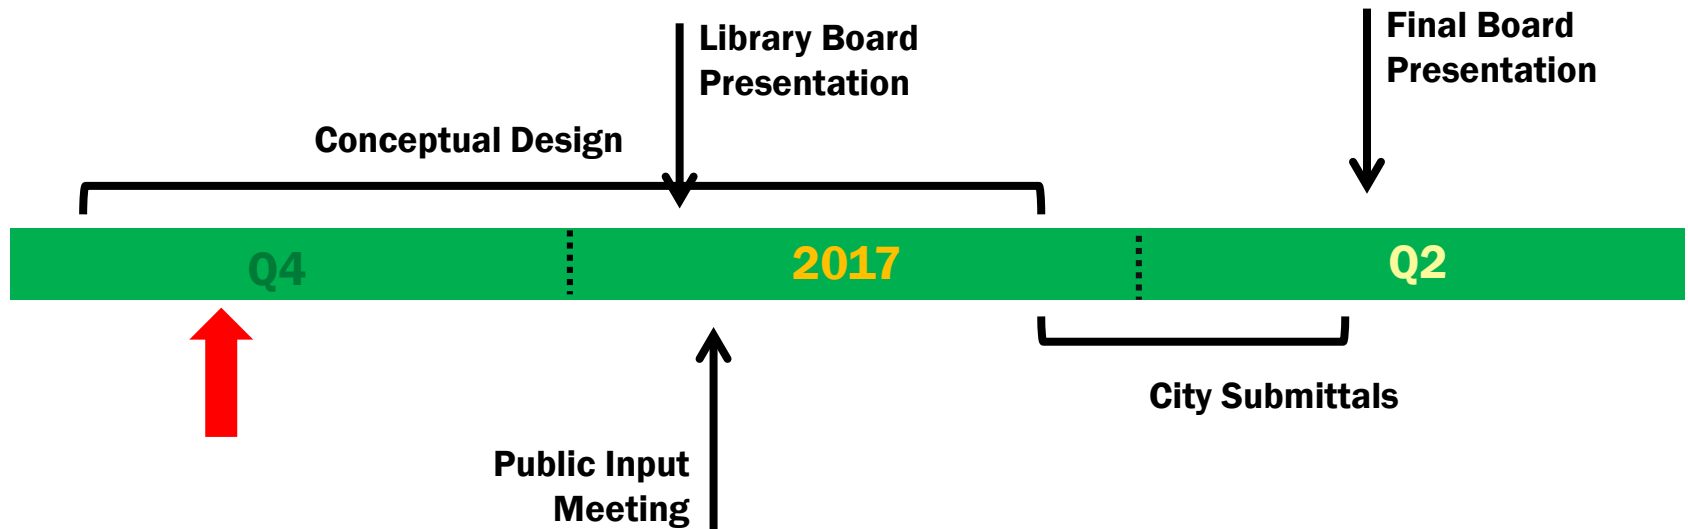 Library Board
Presentation
Final Board
Presentation
Conceptual Design
Q4
2017
Q2
City Submittals
Public Input
Meeting